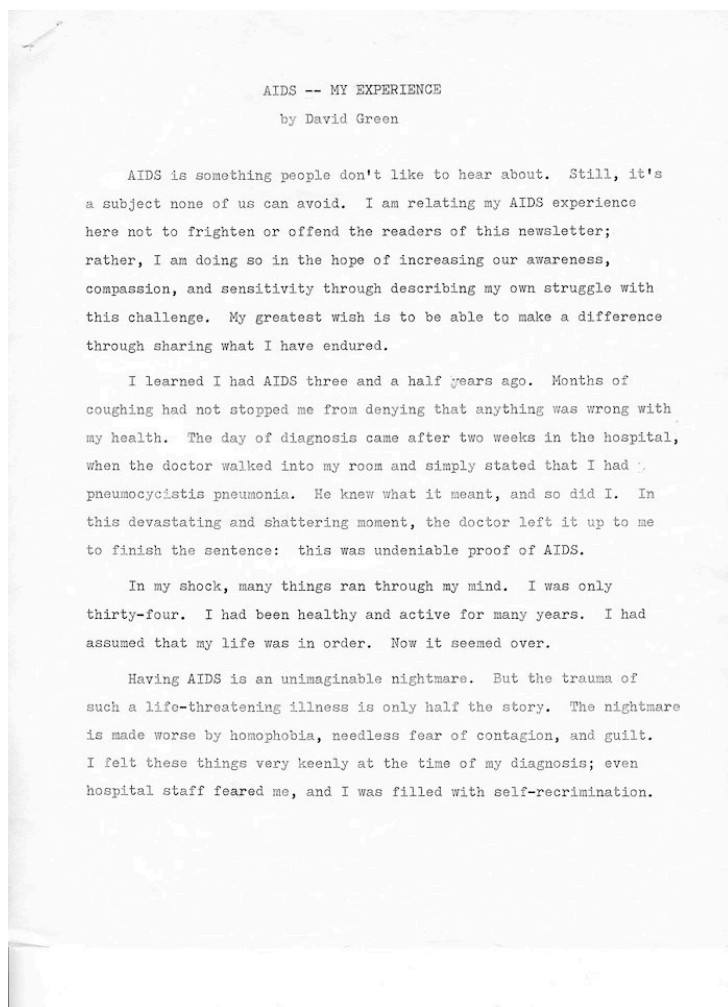 AIDS -- MY EXPERIENCE
by David Green
AIDS is something people don't like to hear about. Still, it's
a subject none of us can avoid. I am relating my AIDS experience
here not to frighten or offend the readers of this newsletter;
rather, I am doing so in the hope of increasing our awareness,
compassion, and sensitivity through describing my own struggle with
this challenge. My greatest wish is to be able to make a difference
through sharing what I have endured.
I learned I had AIDS three and a half years ago. Months of
coughing had not stopped me from denying that anything was wrong with
my health. The day of diagnosis came after two weeks in the hospital,
when the doctor walked into my room and simply stated that I had
pneumocystis pneumonia. He knew what it meant, and so did I. In
this devastating and shattering moment, the doctor left it up to me
to finish the sentence: this was undeniable proof of AIDS.
In my shock, many things ran through my mind. I was only
thirty-four. I had been healthy and active for many years. I had
assumed that my life was in order. Now it seemed over.
Having AIDS is an unimaginable nightmare. But the trauma of
such a life-threatening illness is only half the story. The nightmare
is made worse by homophobia, needless fear of contagion, and guilt.
I felt these things very keenly at the time of my diagnosis; even
hospital staff feared me, and I was filled with self-recrimination.